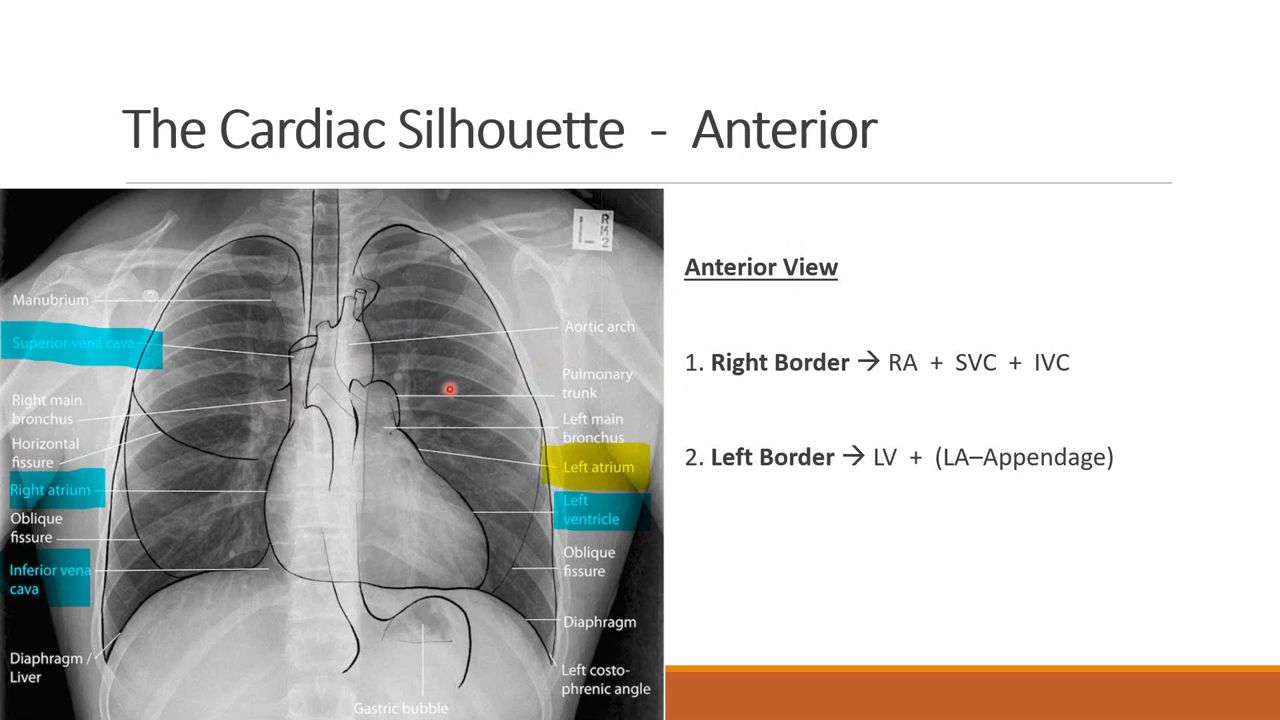 The Cardiac Silhouette - Anterior
L
RM2
Manubrium
Superior vena cava
Right main
bronchus
Horizontal
fissure
Right atrium
Oblique
fissure
Inferior vena
cava
Diaphragm /
Liver
Aortic arch
Pulmonary
trunk
Left main
bronchus
Left atrium
Left
ventricle
Oblique
fissure
Diaphragm
Left costo-
phrenic angle
Gastric bubble
Anterior View
1. Right Border → RA + SVC + IVC
2. Left Border → LV + (LA–Appendage)